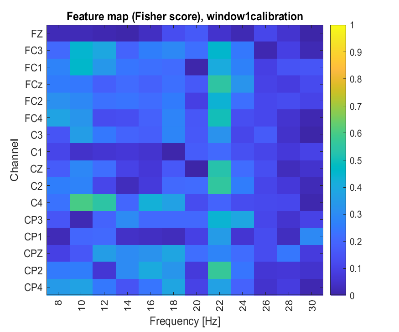 Feature map (Fisher score), window1calibration
Channel
FZ
FC3
FC1
FCz
FC2
FC4
C3
C1
CZ
C2
C4
CP3
CP1
CPZ
CP2
CP4
8 10 12 14 16 18 20 22 24 26 28 30
Frequency [Hz]
1
0.9
0.8
0.7
0.6
0.5
0.4
0.3
0.2
0.1
0